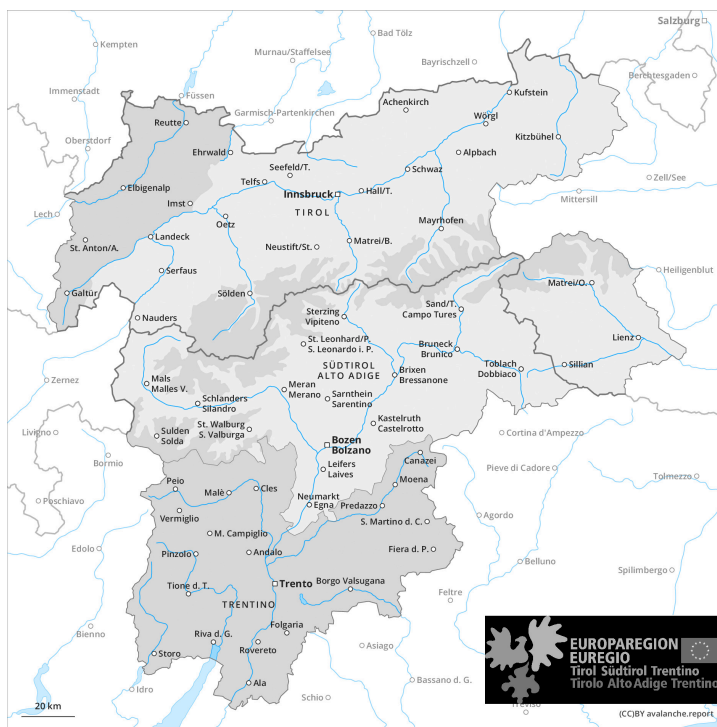 Salzburg
Kempten
Bad Tölz
Murnau/Staffelsee
Bayrischzell
Berchtesgaden
Immenstadt
Füssen
Kufstein
Achenkirch
Garmisch-Partenkirchen
Reutte
Wörgl
Oberstdorf
Kitzbühel
Ehrwald
Alpbach
Seefeld/T.
Schwaz
Telfs
Zell/See
Elbigenalp
Innsbruck
Hall/T.
Mittersill
Imst
TIROL
Lech
Oetz
Mayrhofen
Landeck
St. Anton/A.
Neustift/St.
Matrei/B.
Serfaus
Heiligenblut
Matrei/O.
Galtür
Sölden
Sand/T.
Campo Tures
Sterzing
Vipiteno
Nauders
Lienz
St. Leonhard/P.
S. Leonardo i. P.
Bruneck
Brunico
Toblach
Dobbiaco
Sillian
SÜDTIROL
ALTO ADIGE
Brixen
Bressanone
Zernez
Mals
Malles V.
Meran
Merano
Sarnthein
Sarentino
Schlanders
Silandro
Kastelruth
Castelrotto
St. Walburg
S. Valburga
Livigno
Sulden
Solda
Bozen
Bolzano
Cortina d'Ampezzo
Bormio
Canazei
Leifers
Laives
Pieve di Cadore
Tolmezzo
Peio
Malè
Cles
Moena
Poschiavo
Neumarkt
Egna
Predazzo
Vermiglio
S. Martino d. C.
Agordo
M. Campiglio
Edolo
Pinzolo
Andalo
Fiera d. P.
Belluno
Spilimbergo
Tione d. T.
Trento
Borgo Valsugana
Feltre
TRENTINO
Folgaria
Bienno
Riva d. G.
Rovereto
Asiago
Storo
Ala
Idro
Schio
Bassano d. G.
Treviso
EUROPAREGION
EUREGIO
Tirol Südtirol Trentino
Tirolo AltoAdige Trentino
20 km
(CC)BY avalanche.report